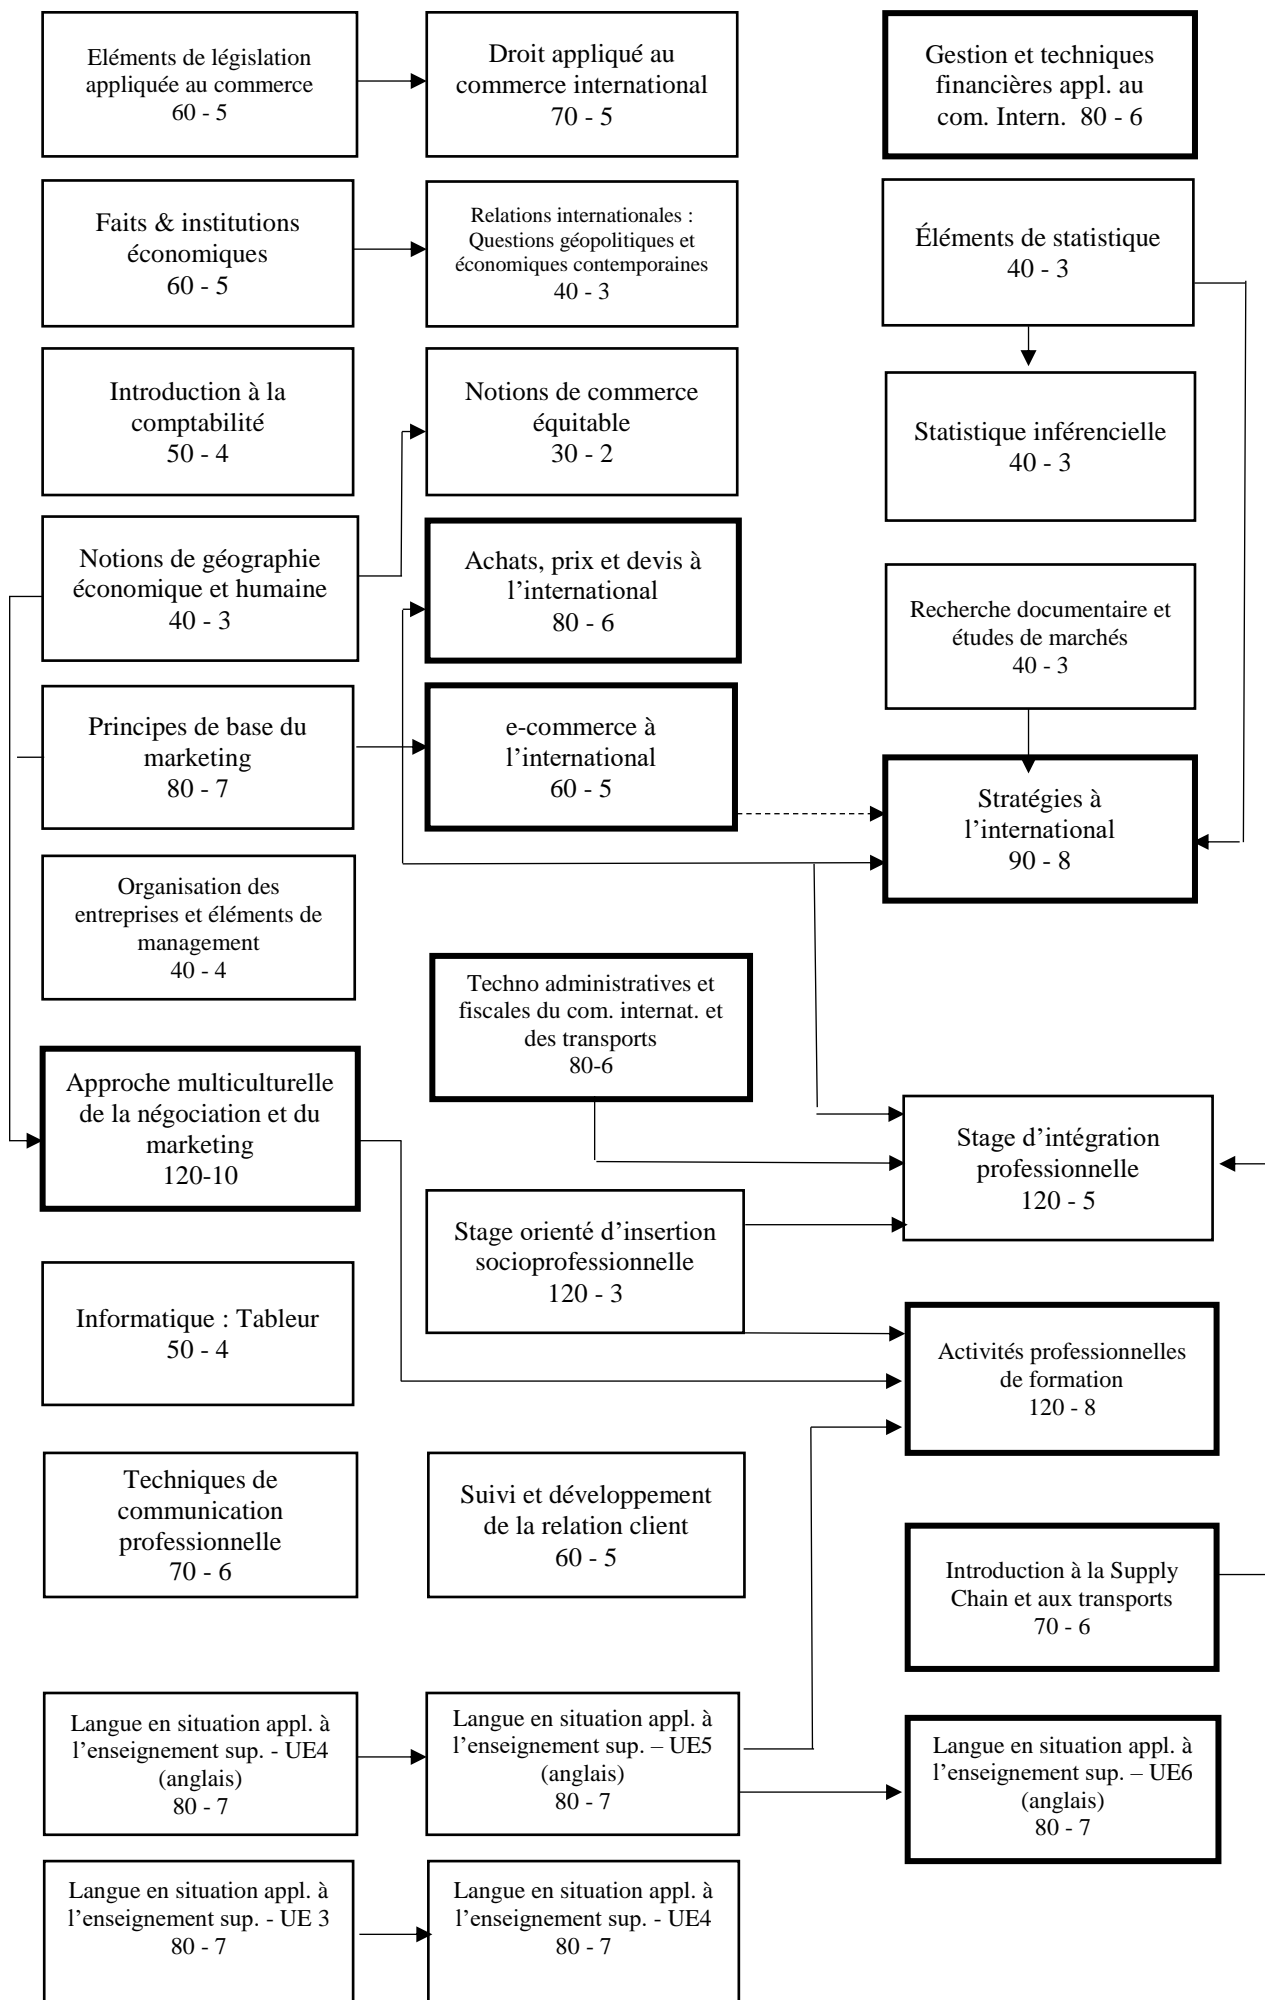 Eléments de législation
appliquée au commerce
60 - 5
Droit appliqué au
commerce international
70 - 5
Gestion et techniques
financières appl. au
com. Intern.  80 - 6
Faits & institutions
économiques
60 - 5
Relations internationales :
Questions géopolitiques et
économiques contemporaines
40 - 3
Éléments de statistique
40 - 3
Introduction à la
comptabilité
50 - 4
Notions de commerce
équitable
30 - 2
Statistique inférencielle
40 - 3
Notions de géographie
économique et humaine
40 - 3
Achats, prix et devis à
l’international
80 - 6
Recherche documentaire et
études de marchés
40 - 3
Principes de base du
marketing
80 - 7
e-commerce à
l’international
60 - 5
Stratégies à
l’international
90 - 8
Organisation des
entreprises et éléments de
management
40 - 4
Techno administratives et
fiscales du com. internat. et
des transports
80-6
Approche multiculturelle
de la négociation et du
marketing
120-10
Stage d’intégration
professionnelle
120 - 5
Stage orienté d’insertion
socioprofessionnelle
120 - 3
Informatique : Tableur
50 - 4
Activités professionnelles
de formation
120 - 8
Techniques de
communication
professionnelle
70 - 6
Suivi et développement
de la relation client
60 - 5
Introduction à la Supply
Chain et aux transports
70 - 6
Langue en situation appl. à
l’enseignement sup. - UE4
(anglais)
80 - 7
Langue en situation appl. à
l’enseignement sup. – UE5
(anglais)
80 - 7
Langue en situation appl. à
l’enseignement sup. – UE6
(anglais)
80 - 7
Langue en situation appl. à
l’enseignement sup. - UE 3
80 - 7
Langue en situation appl. à
l’enseignement sup. - UE4
80 - 7